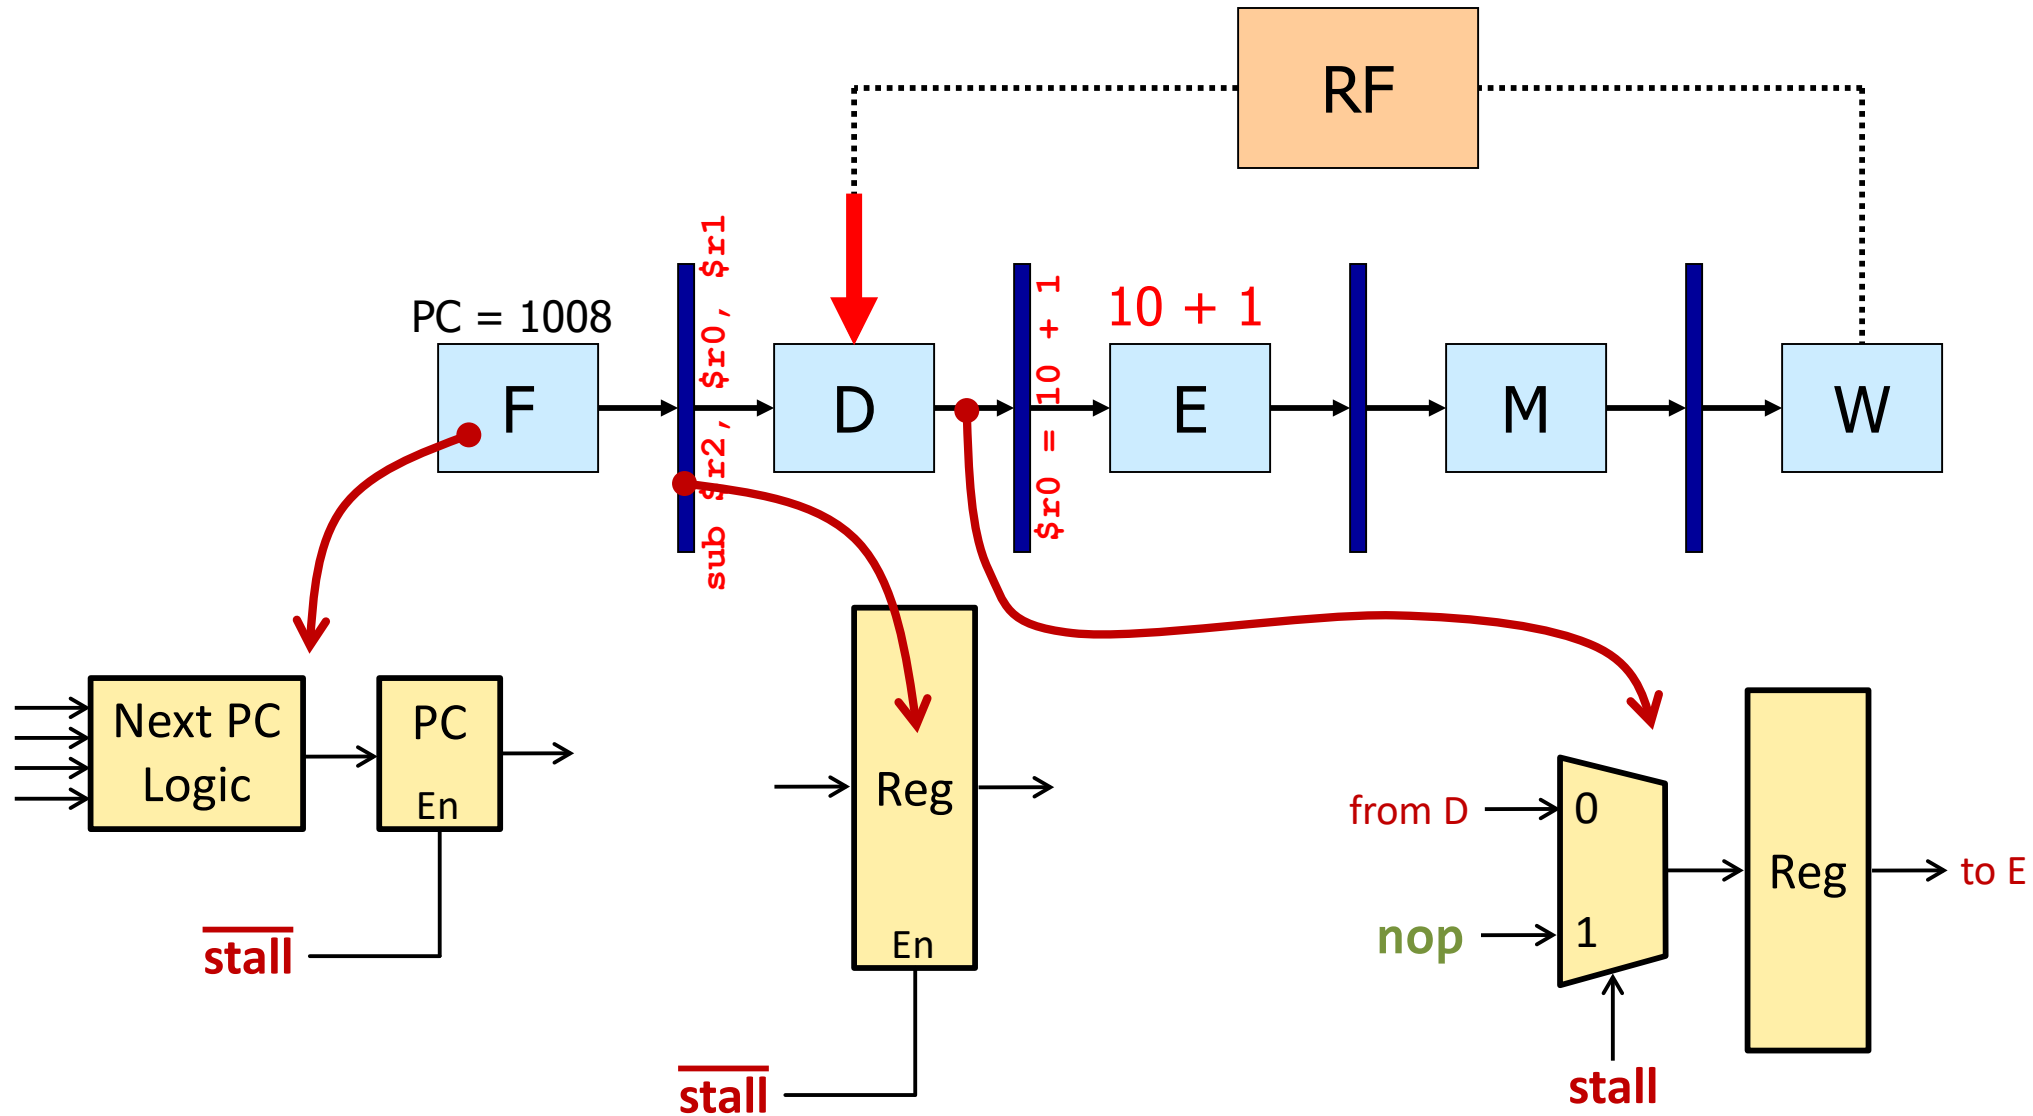 RF
PC = 1008
sub $r2, $r0, $r1
$r0 = 10 + 1
10 + 1
F
D
E
M
W
Next PC
Logic
PC
En
stall
Reg
En
stall
from D
0
nop
1
stall
Reg
to E